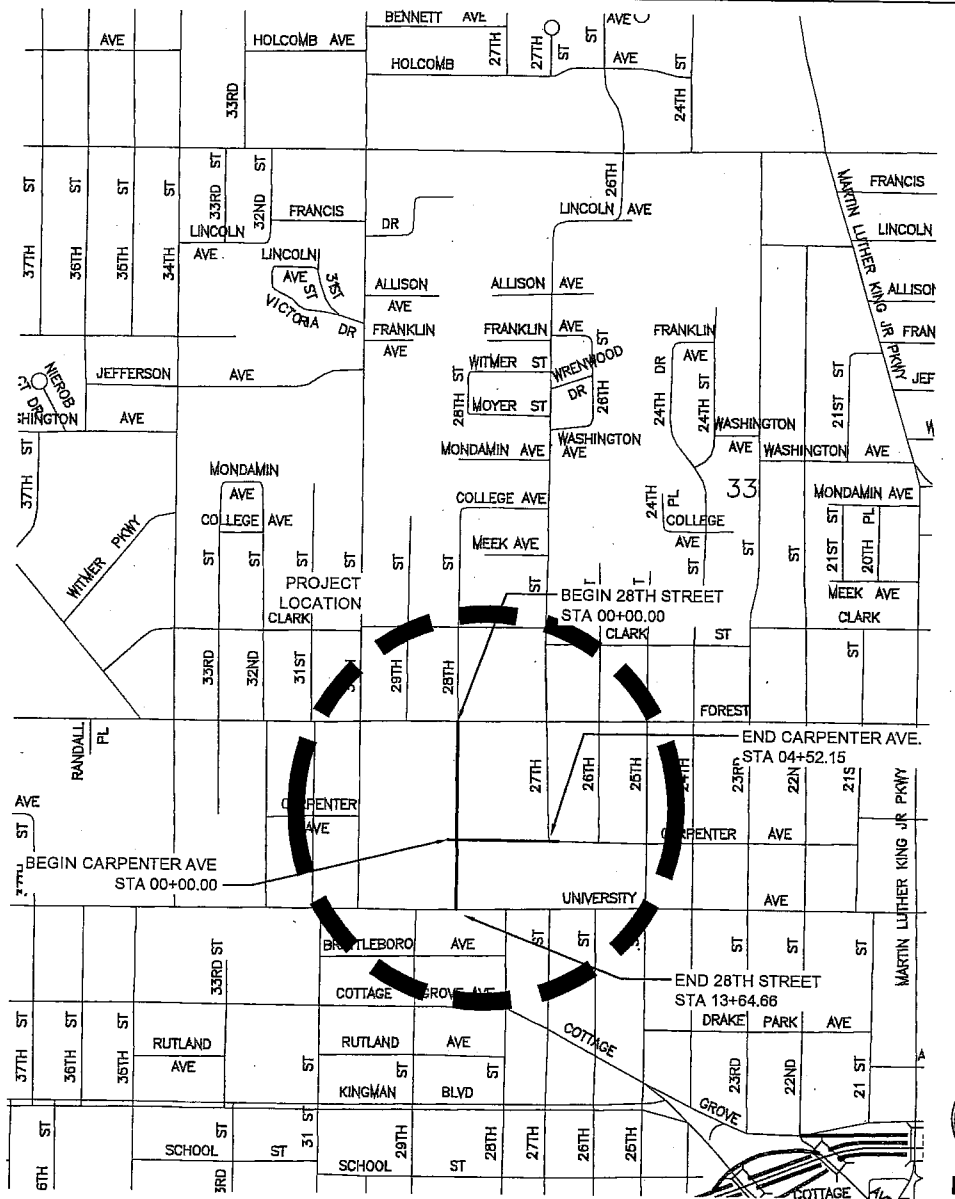 BENNETT AVE
AVE
AVE
HOLCOMB AVE
27TH
27TH ST
ST
HOLCOMB
AVE
ST
33RD
24TH
ST
ST
ST
ST
33RD ST
32ND ST
FRANCIS
26TH
MARTIN LUTHER KING JR PKWY
FRANCIS
LINCOLN AVE
LINCOLN
AVE
DR
LINCOLN
37TH
36TH
35TH
34TH
LINCOLN
AVE
31ST
ST
ALLISON
AVE
ALLISON AVE
VICTORIA DR
FRANKLIN
AVE
FRANKLIN AVE
ST
FRANKLIN
WITMER ST
WRENWOOD
DR
NIEROB
DR
JEFFERSON AVE
28TH ST
MOYER ST
26TH
24TH DR
24TH ST
21ST ST
AVE
WASHINGTON
AVE
WASHINGTON
AVE
WASHINGTON AVE
MONDAMIN AVE
37TH ST
MONDAMIN
AVE
33
24TH PL
MONDAMIN AVE
COLLEGE AVE
COLLEGE AVE
COLLEGE
AVE
21ST ST
20TH PL
WITMER PKWY
ST
ST
ST
ST
ST
ST
MEEK AVE
ST
ST
ST
ST
MEEK AVE
PROJECT
LOCATION
BEGIN 28TH STREET
STA 00+00.00
CLARK
CLARK ST
CLARK
33RD
32ND
31ST
29TH
28TH
ST
FOREST
RANDALL
PL
END CARPENTER AVE.
STA 04+52.15
27TH
26TH
25TH
24TH
23RD
AVE
ST
AVE
CARPENTER AVE
MARTIN LUTHER KING JR PKWY
BEGIN CARPENTER AVE
STA 00+00.00
UNIVERSITY AVE
33RD ST
AVE
ST
ST
ST
ST
ST
END 28TH STREET
STA 13+64.66
COTTAGE GROVE AVE
DRAKE PARK AVE
COTTAGE
GROVE
37TH ST
36TH ST
36TH ST
RUTLAND
AVE
RUTLAND AVE
ST
ST
ST
KINGMAN BLVD
23RD
22ND
21 ST
ST
SCHOOL ST
31 ST
29TH
28TH
27TH
26TH
25TH
SCHOOL ST
COTTAGE